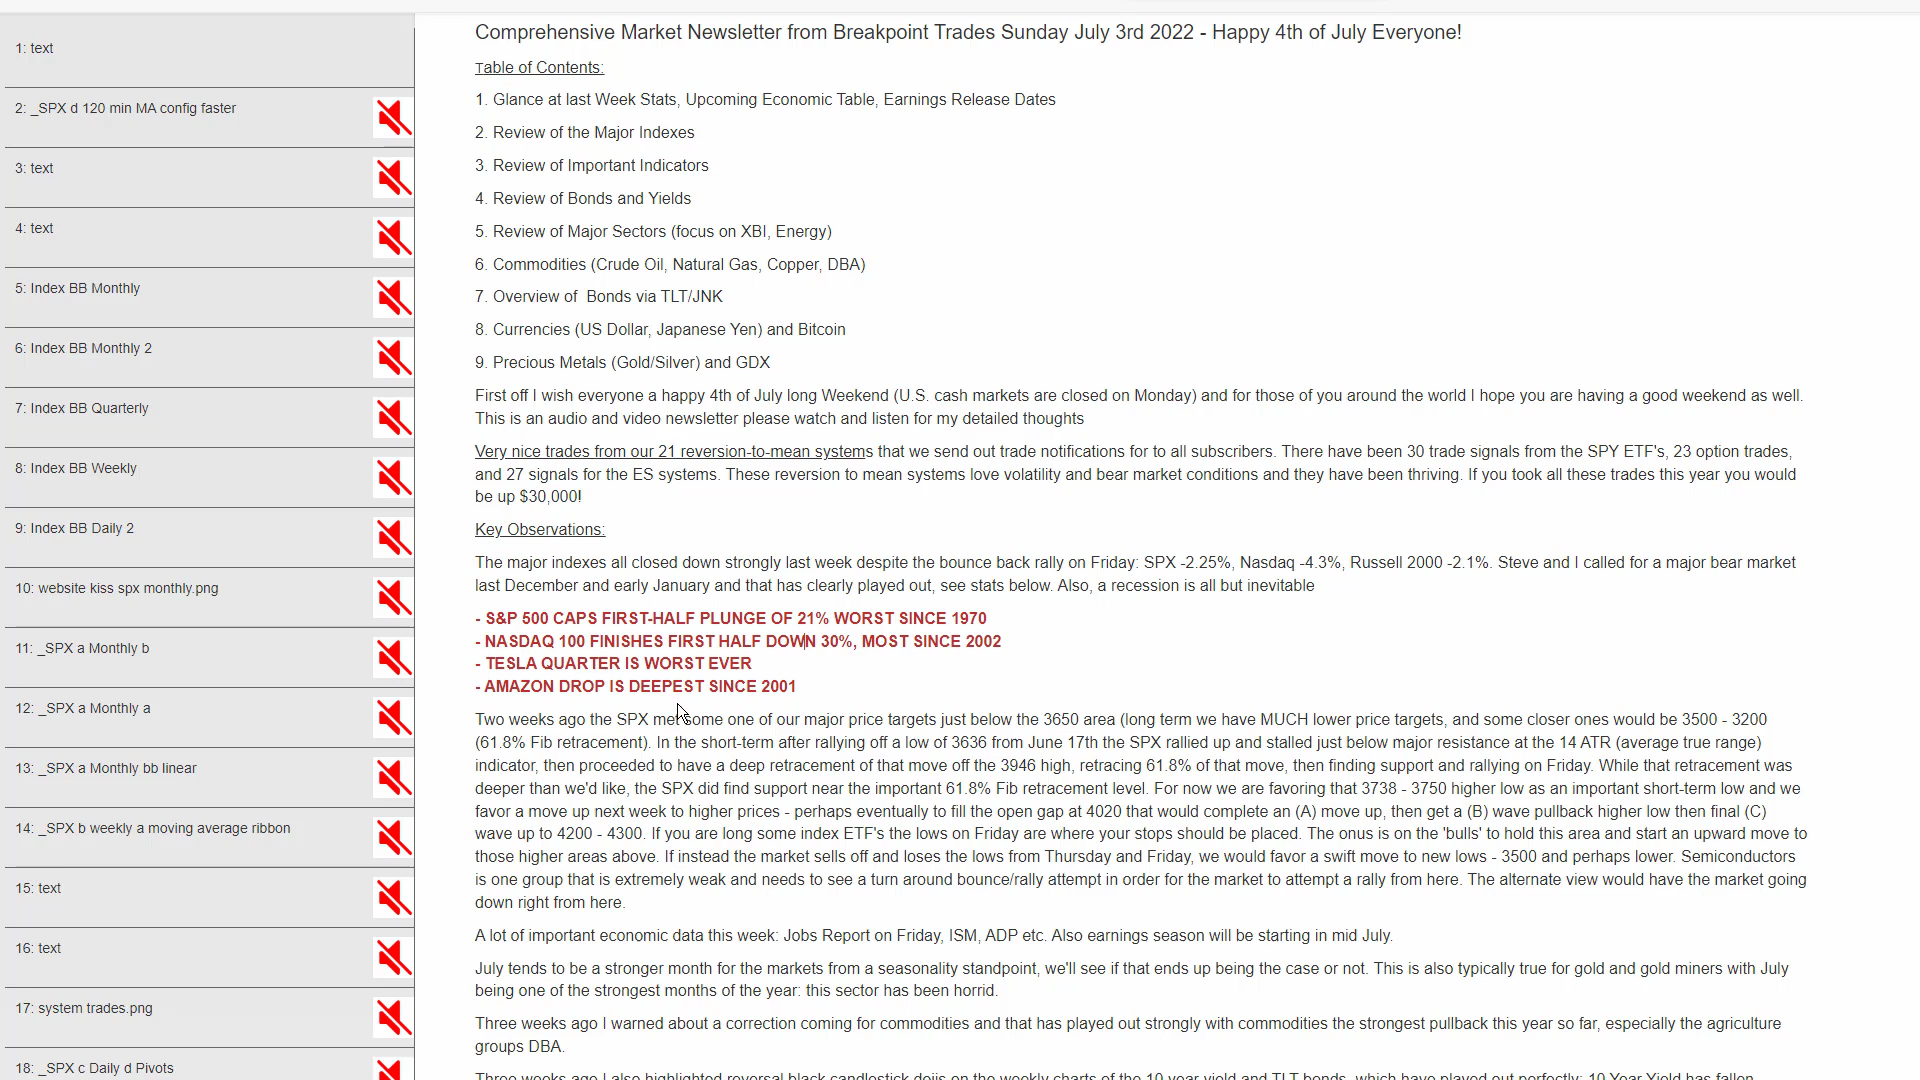 1: text
2: _SPX d 120 min MA config faster
3: text
4: text
5: Index BB Monthly
6: Index BB Monthly 2
7: Index BB Quarterly
8: Index BB Weekly
9: Index BB Daily 2
10: website kiss spx monthly.png
11: _SPX a Monthly b
12: _SPX a Monthly a
13: _SPX a Monthly bb linear
14: _SPX b weekly a moving average ribbon
15: text
16: text
17: system trades.png
18: _SPX c Daily d Pivots
Comprehensive Market Newsletter from Breakpoint Trades Sunday July 3rd 2022 - Happy 4th of July Everyone!
Table of Contents:
1. Glance at last Week Stats, Upcoming Economic Table, Earnings Release Dates
2. Review of the Major Indexes
3. Review of Important Indicators
4. Review of Bonds and Yields
5. Review of Major Sectors (focus on XBI, Energy)
6. Commodities (Crude Oil, Natural Gas, Copper, DBA)
7. Overview of  Bonds via TLT/JNK
8. Currencies (US Dollar, Japanese Yen) and Bitcoin
9. Precious Metals (Gold/Silver) and GDX
First off I wish everyone a happy 4th of July long Weekend (U.S. cash markets are closed on Monday) and for those of you around the world I hope you are having a good weekend as well.
This is an audio and video newsletter please watch and listen for my detailed thoughts
Very nice trades from our 21 reversion-to-mean systems that we send out trade notifications for to all subscribers. There have been 30 trade signals from the SPY ETF's, 23 option trades,
and 27 signals for the ES systems. These reversion to mean systems love volatility and bear market conditions and they have been thriving. If you took all these trades this year you would
be up $30,000!
Key Observations:
The major indexes all closed down strongly last week despite the bounce back rally on Friday: SPX -2.25%, Nasdaq -4.3%, Russell 2000 -2.1%. Steve and I called for a major bear market
last December and early January and that has clearly played out, see stats below. Also, a recession is all but inevitable
- S&P 500 CAPS FIRST-HALF PLUNGE OF 21% WORST SINCE 1970
- NASDAQ 100 FINISHES FIRST HALF DOWN 30%, MOST SINCE 2002
- TESLA QUARTER IS WORST EVER
- AMAZON DROP IS DEEPEST SINCE 2001
Two weeks ago the SPX met some one of our major price targets just below the 3650 area (long term we have MUCH lower price targets, and some closer ones would be 3500 - 3200
(61.8% Fib retracement). In the short-term after rallying off a low of 3636 from June 17th the SPX rallied up and stalled just below major resistance at the 14 ATR (average true range)
indicator, then proceeded to have a deep retracement of that move off the 3946 high, retracing 61.8% of that move, then finding support and rallying on Friday. While that retracement was
deeper than we'd like, the SPX did find support near the important 61.8% Fib retracement level. For now we are favoring that 3738 - 3750 higher low as an important short-term low and we
favor a move up next week to higher prices - perhaps eventually to fill the open gap at 4020 that would complete an (A) move up, then get a (B) wave pullback higher low then final (C)
wave up to 4200 - 4300. If you are long some index ETF's the lows on Friday are where your stops should be placed. The onus is on the 'bulls' to hold this area and start an upward move to
those higher areas above. If instead the market sells off and loses the lows from Thursday and Friday, we would favor a swift move to new lows - 3500 and perhaps lower. Semiconductors
is one group that is extremely weak and needs to see a turn around bounce/rally attempt in order for the market to attempt a rally from here. The alternate view would have the market going
down right from here.
A lot of important economic data this week: Jobs Report on Friday, ISM, ADP etc. Also earnings season will be starting in mid July.
July tends to be a stronger month for the markets from a seasonality standpoint, we'll see if that ends up being the case or not. This is also typically true for gold and gold miners with July
being one of the strongest months of the year: this sector has been horrid.
Three weeks ago I warned about a correction coming for commodities and that has played out strongly with commodities the strongest pullback this year so far, especially the agriculture
groups DBA.
Three weeks ago I also highlighted reversal black candlestick dojis on the weekly charts of the 10 year yield and TLT bonds, which have played out perfectly: 10 Year Yield has fallen